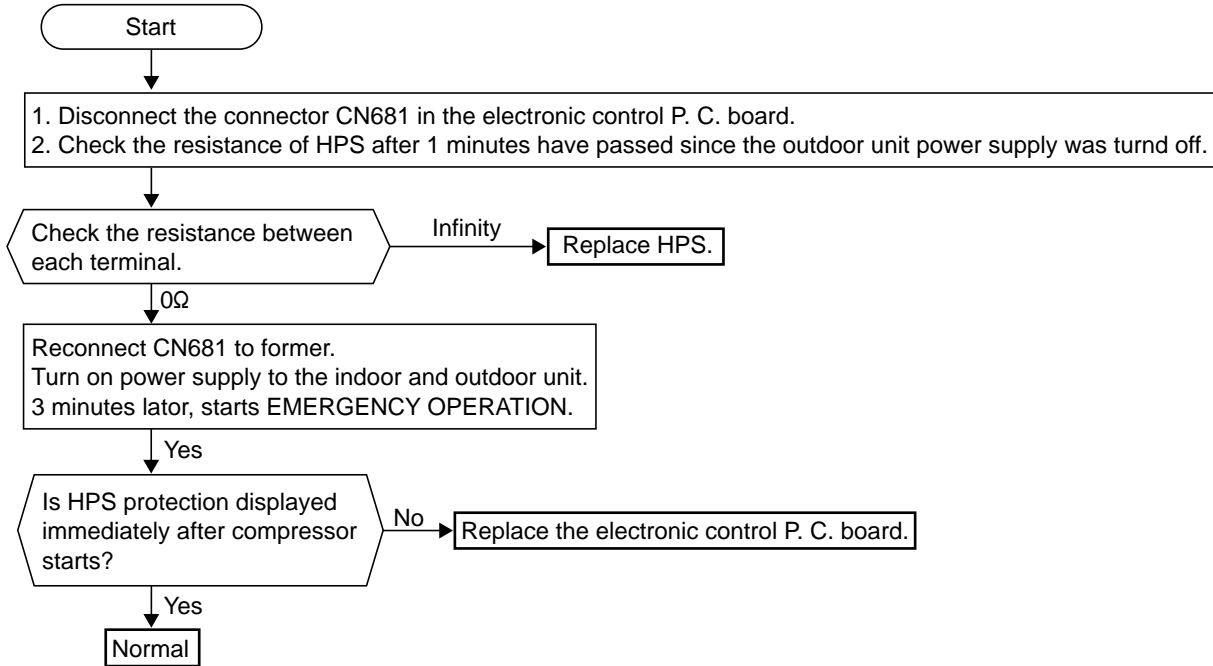 Start
1. Disconnect the connector CN681 in the electronic control P. C. board.
2. Check the resistance of HPS after 1 minutes have passed since the outdoor unit power supply was turnd off.
Check the resistance between
each terminal.
Infinity
Replace HPS.
0Ω
Reconnect CN681 to former.
Turn on power supply to the indoor and outdoor unit.
3 minutes lator, starts EMERGENCY OPERATION.
Yes
Is HPS protection displayed
immediately after compressor
starts?
No
Replace the electronic control P. C. board.
Yes
Normal